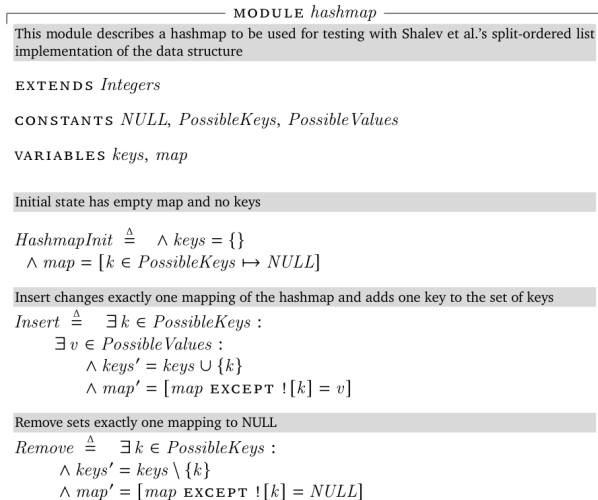 MODULE hashmap
This module describes a hashmap to be used for testing with Shalev et al.'s split-ordered list
implementation of the data structure
EXTENDS Integers
CONSTANTS NULL, PossibleKeys, PossibleValues
VARIABLES keys, map
Initial state has empty map and no keys
HashmapInit ≜ ∧ keys = {}
∧ map = [k ∈ PossibleKeys ↦ NULL]
Insert changes exactly one mapping of the hashmap and adds one key to the set of keys
Insert ≜ ∃ k ∈ PossibleKeys :
∃ v ∈ PossibleValues :
∧ keys′ = keys ∪ {k}
∧ map′ = [map EXCEPT ![k] = v]
Remove sets exactly one mapping to NULL
Remove ≜ ∃ k ∈ PossibleKeys :
∧ keys′ = keys \ {k}
∧ map′ = [map EXCEPT ![k] = NULL]